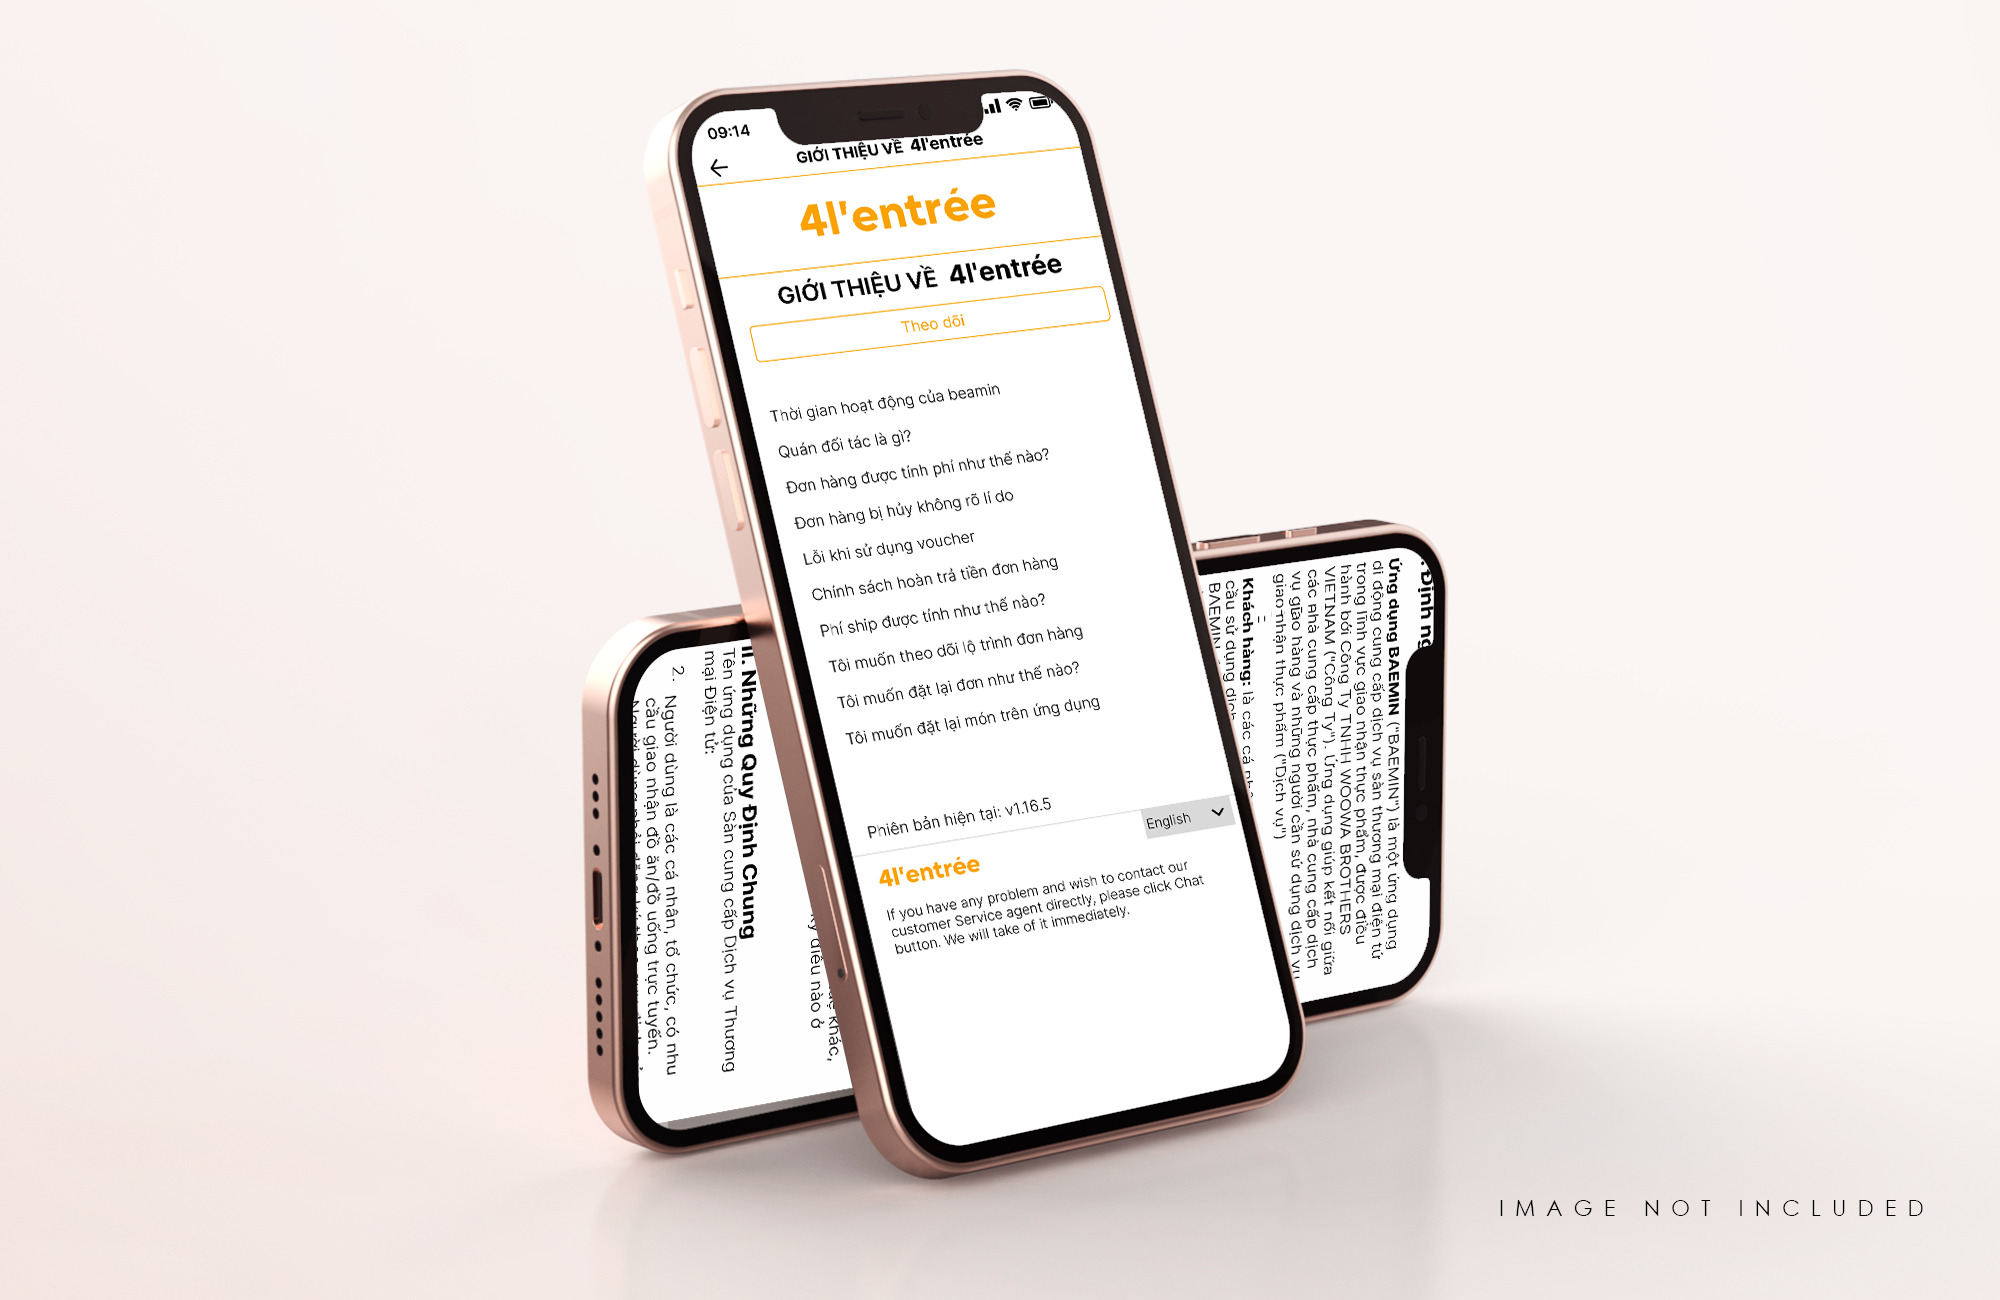 09:14
GIỚI THIỆU VỀ 4l'entrée
4l'entrée
GIỚI THIỆU VỀ 4l'entrée
Theo dõi
Thời gian hoạt động của beamin
Quán đối tác là gì?
Đơn hàng được tính phí như thế nào?
Đơn hàng bị hủy không rõ lí do
Lỗi khi sử dụng voucher
Chính sách hoàn trả tiền đơn hàng
Phí ship được tính như thế nào?
Tôi muốn theo dõi lộ trình đơn hàng
Tôi muốn đặt lại đơn như thế nào?
Tôi muốn đặt lại món trên ứng dụng
Phiên bản hiện tại: v1.16.5
English
4l'entrée
If you have any problem and wish to contact our
customer Service agent directly, please click Chat
button. We will take of it immediately.
II. Những Quy Định Chung
Tên ứng dụng của Sàn cung cấp Dịch vụ Thương
mại Điện tử:
2. Người dùng là các cá nhân, tổ chức, có nhu
cầu giao nhận đồ ăn/đồ uống trực tuyến.
khác,
điều này ở
. Định
Ứng dụng BAEMIN ("BAEMIN") là một ứng dụng
di động cung cấp dịch vụ sàn thương mại điện tử
trong lĩnh vực giao nhận thực phẩm, được điều
hành bởi Công Ty TNHH WOOWA BROTHERS
VIETNAM ("Công Ty"). Ứng dụng giúp kết nối giữa
các nhà cung cấp thực phẩm, nhà cung cấp dịch
vụ giao hàng và những người cần sử dụng dịch vụ
giao nhận thực phẩm ("Dịch vụ")
Khách hàng: là các cá
cầu sử dụng
BAEMIN
IMAGE NOT INCLUDED